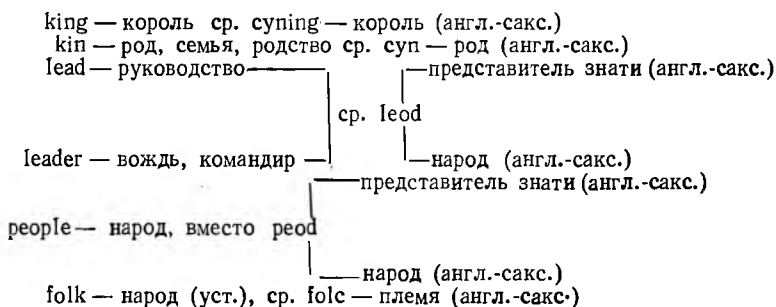 king — король ср. cyning — король (англ.-сакс.)
kin — род, семья, родство ср. cyn — род (англ.-сакс.)
lead — руководство — — представитель знати (англ.-сакс.)
ср. leod
leader — вождь, командир — — народ (англ.-сакс.)
— представитель знати (англ.-сакс.)
people — народ, вместо peod
— народ (англ.-сакс.)
folk — народ (уст.), ср. folc — племя (англ.-сакс.)